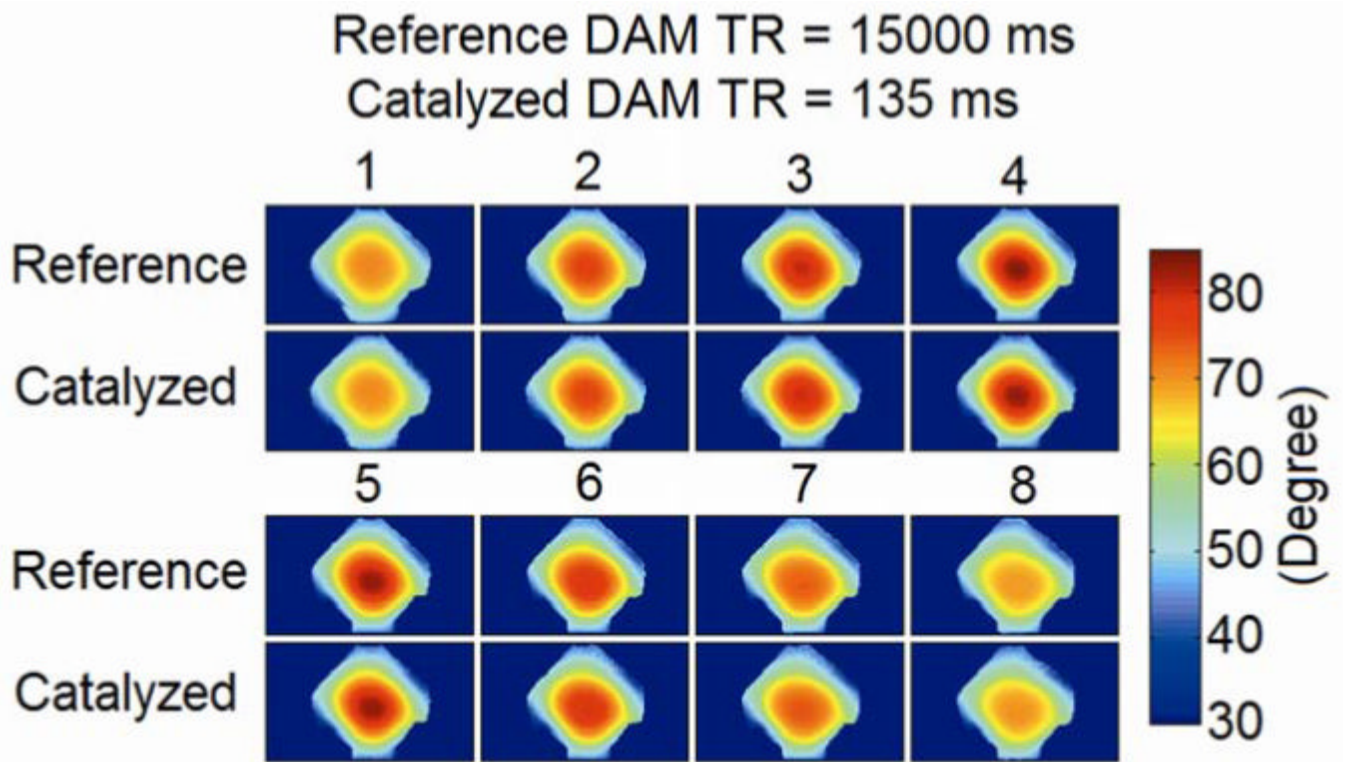 Reference DAM TR = 15000 ms
Catalyzed DAM TR = 135 ms
1 2 3 4
Reference
Catalyzed
5 6 7 8
Reference
Catalyzed
80
70
60
50
40
30
(Degree)